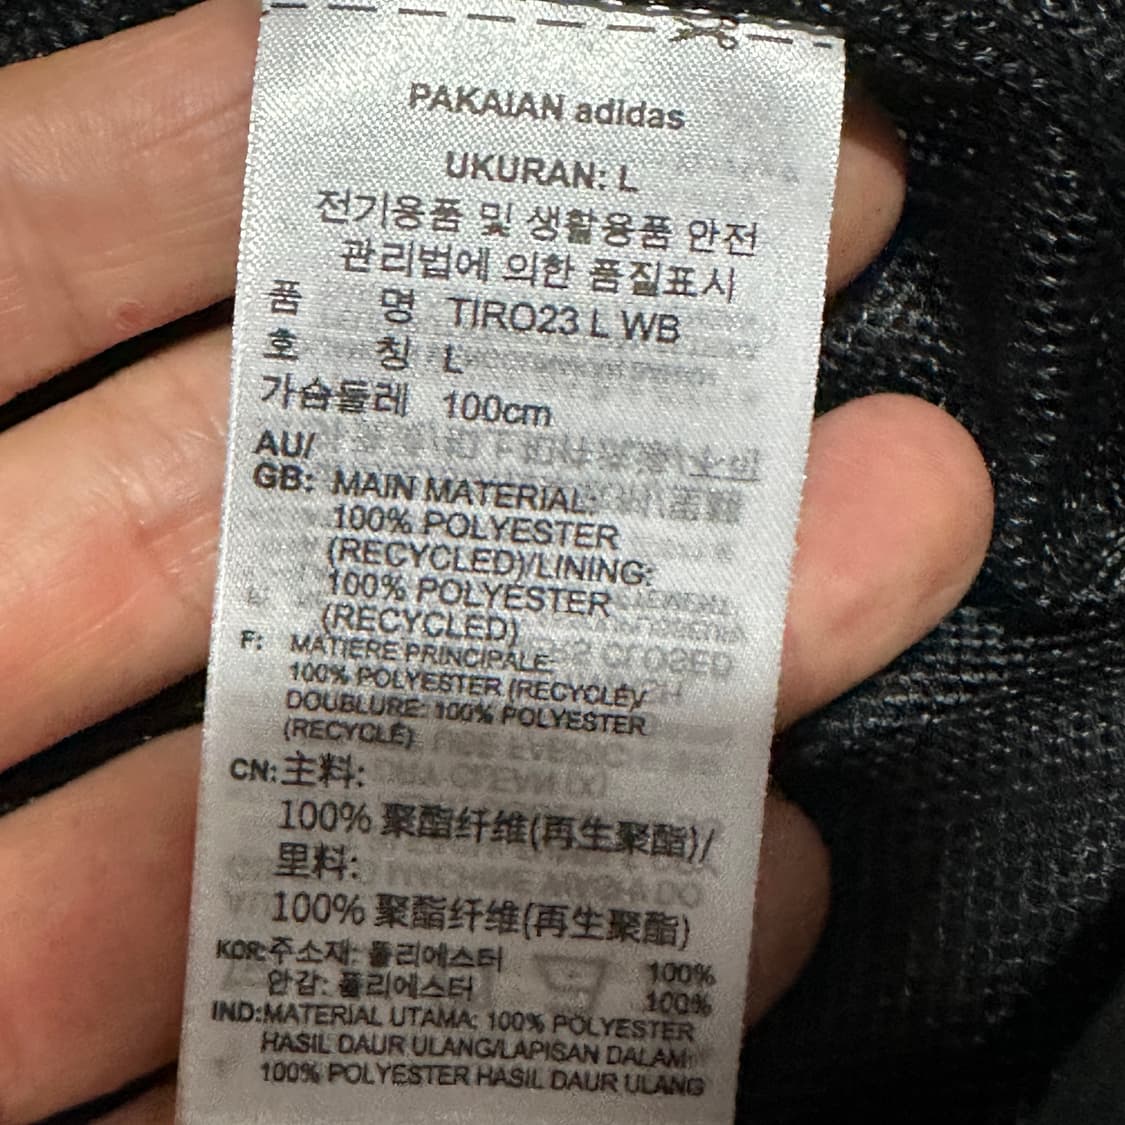 PAKAIAN adidas
UKURAN: L
전기용품 및 생활용품 안전
관리법에 의한 품질표시
품 명 TIRO23 L WB
호 칭 L
가슴둘레 100cm
AU/
GB: MAIN MATERIAL:
100% POLYESTER
(RECYCLED)/LINING:
100% POLYESTER
(RECYCLED)
F: MATIERE PRINCIPALE:
100% POLYESTER (RECYCLÉ)/
DOUBLURE: 100% POLYESTER
(RECYCLÉ)
CN:主料:
100% 聚酯纤维(再生聚酯)/
里料:
100% 聚酯纤维(再生聚酯)
KOR:주소재: 폴리에스터 100%
안감: 폴리에스터 100%
IND:MATERIAL UTAMA: 100% POLYESTER
HASIL DAUR ULANG/LAPISAN DALAM:
100% POLYESTER HASIL DAUR ULANG